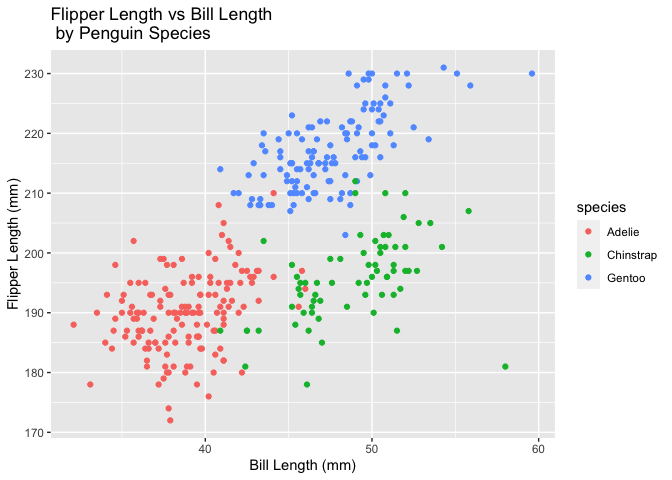 Flipper Length vs Bill Length
by Penguin Species
Flipper Length (mm)
230
220
210
200
190
180
170
40
50
60
Bill Length (mm)
species
Adelie
Chinstrap
Gentoo